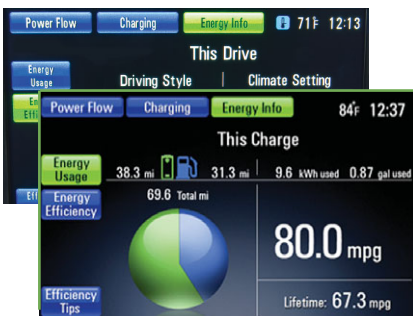 Power Flow Charging Energy Info 71°F 12:13
This Drive
Energy
Usage
Driving Style | Climate Setting
Power Flow Charging Energy Info 84°F 12:37
This Charge
Energy
Usage
38.3 mi 31.3 mi 9.6 kWh used 0.87 gal used
Energy
Efficiency
69.6 Total mi
80.0 mpg
Efficiency
Tips
Lifetime: 67.3 mpg